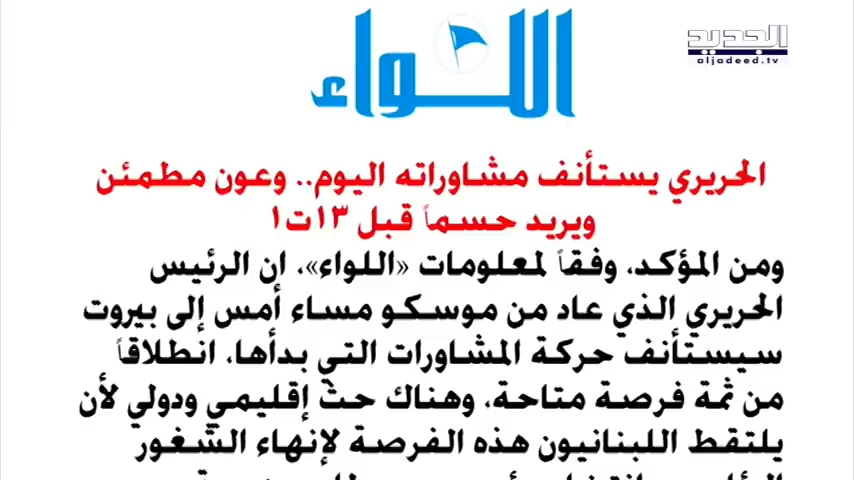 اللواء
الجديد
aljadeed.tv
الحريري يستأنف مشاوراته اليوم.. وعون مطمئن
ويريد حسماً قبل ١٣ت١
ومن المؤكد، وفقاً لمعلومات «اللواء»، ان الرئيس
الحريري الذي عاد من موسكو مساء أمس إلى بيروت
سيستأنف حركة المشاورات التي بدأها، انطلاقاً
من ثمة فرصة متاحة، وهناك حث إقليمي ودولي لأن
يلتقط اللبنانيون هذه الفرصة لإنهاء الشغور